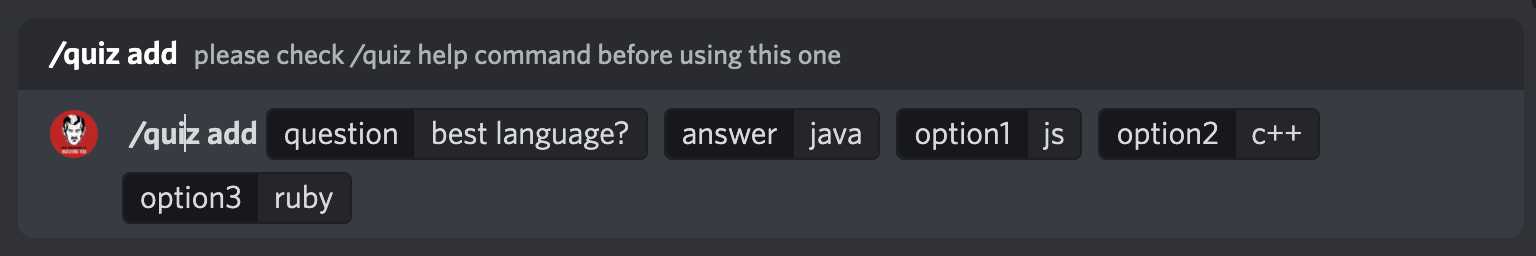 /quiz add please check /quiz help command before using this one
/quiz add question best language? answer java option1 js option2 c++
option3 ruby